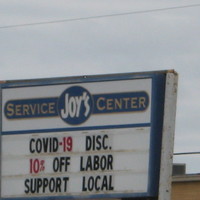 SERVICE JOY'S CENTER
COVID-19 DISC.
10% OFF LABOR
SUPPORT LOCAL